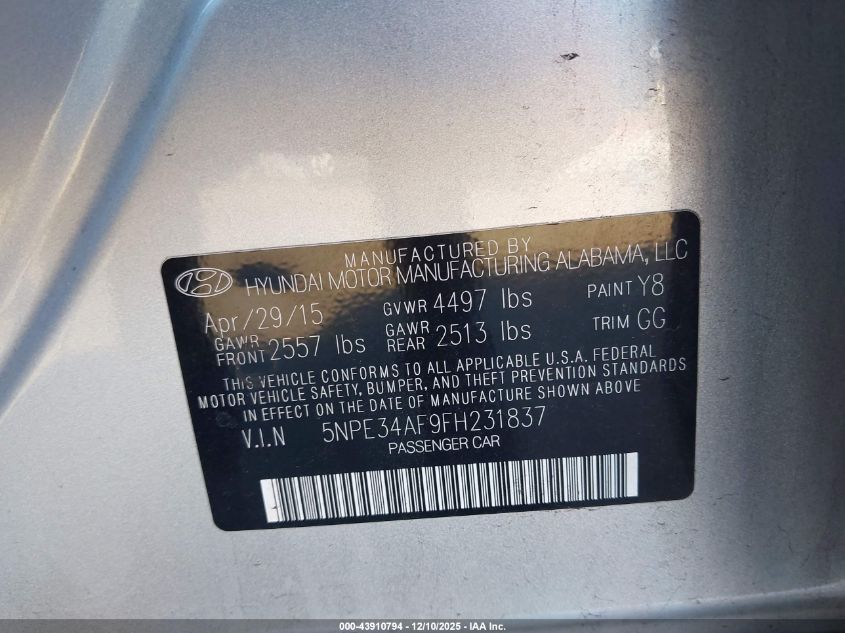 MANUFACTURED BY
HYUNDAI MOTOR MANUFACTURING ALABAMA, LLC
Apr/29/15 GVWR 4497 lbs PAINT Y8
GAWR FRONT 2557 lbs GAWR REAR 2513 lbs TRIM GG
THIS VEHICLE CONFORMS TO ALL APPLICABLE U.S.A. FEDERAL
MOTOR VEHICLE SAFETY, BUMPER, AND THEFT PREVENTION STANDARDS
IN EFFECT ON THE DATE OF MANUFACTURE SHOWN ABOVE
V.I.N 5NPE34AF9FH231837
PASSENGER CAR
000-43910794 - 12/10/2025 - IAA Inc.